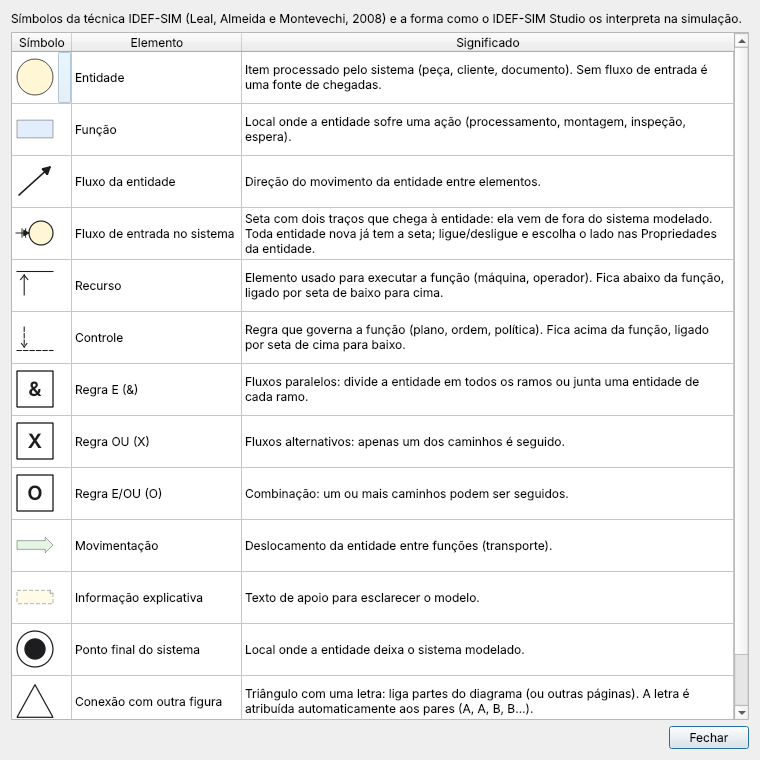 Símbolos da técnica IDEF-SIM (Leal, Almeida e Montevechi, 2008) e a forma como o IDEF-SIM Studio os interpreta na simulação.
Símbolo Elemento Significado
Entidade
Item processado pelo sistema (peça, cliente, documento). Sem fluxo de entrada é
uma fonte de chegadas.
Função
Local onde a entidade sofre uma ação (processamento, montagem, inspeção,
espera).
Fluxo da entidade
Direção do movimento da entidade entre elementos.
Fluxo de entrada no sistema
Seta com dois traços que chega à entidade: ela vem de fora do sistema modelado.
Toda entidade nova já tem a seta; ligue/desligue e escolha o lado nas Propriedades
da entidade.
Recurso
Elemento usado para executar a função (máquina, operador). Fica abaixo da função,
ligado por seta de baixo para cima.
Controle
Regra que governa a função (plano, ordem, política). Fica acima da função, ligado
por seta de cima para baixo.
& Regra E (&)
Fluxos paralelos: divide a entidade em todos os ramos ou junta uma entidade de
cada ramo.
X Regra OU (X)
Fluxos alternativos: apenas um dos caminhos é seguido.
O Regra E/OU (O)
Combinação: um ou mais caminhos podem ser seguidos.
Movimentação
Deslocamento da entidade entre funções (transporte).
Informação explicativa
Texto de apoio para esclarecer o modelo.
Ponto final do sistema
Local onde a entidade deixa o sistema modelado.
Conexão com outra figura
Triângulo com uma letra: liga partes do diagrama (ou outras páginas). A letra é
atribuída automaticamente aos pares (A, A, B, B...).
Fechar